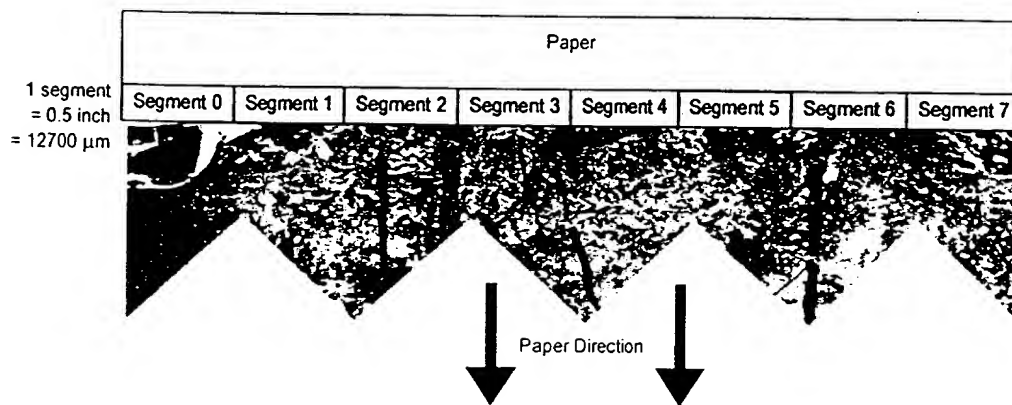 Paper
1 segment
= 0.5 inch
= 12700 µm
Segment 0 Segment 1 Segment 2 Segment 3 Segment 4 Segment 5 Segment 6 Segment 7
Paper Direction